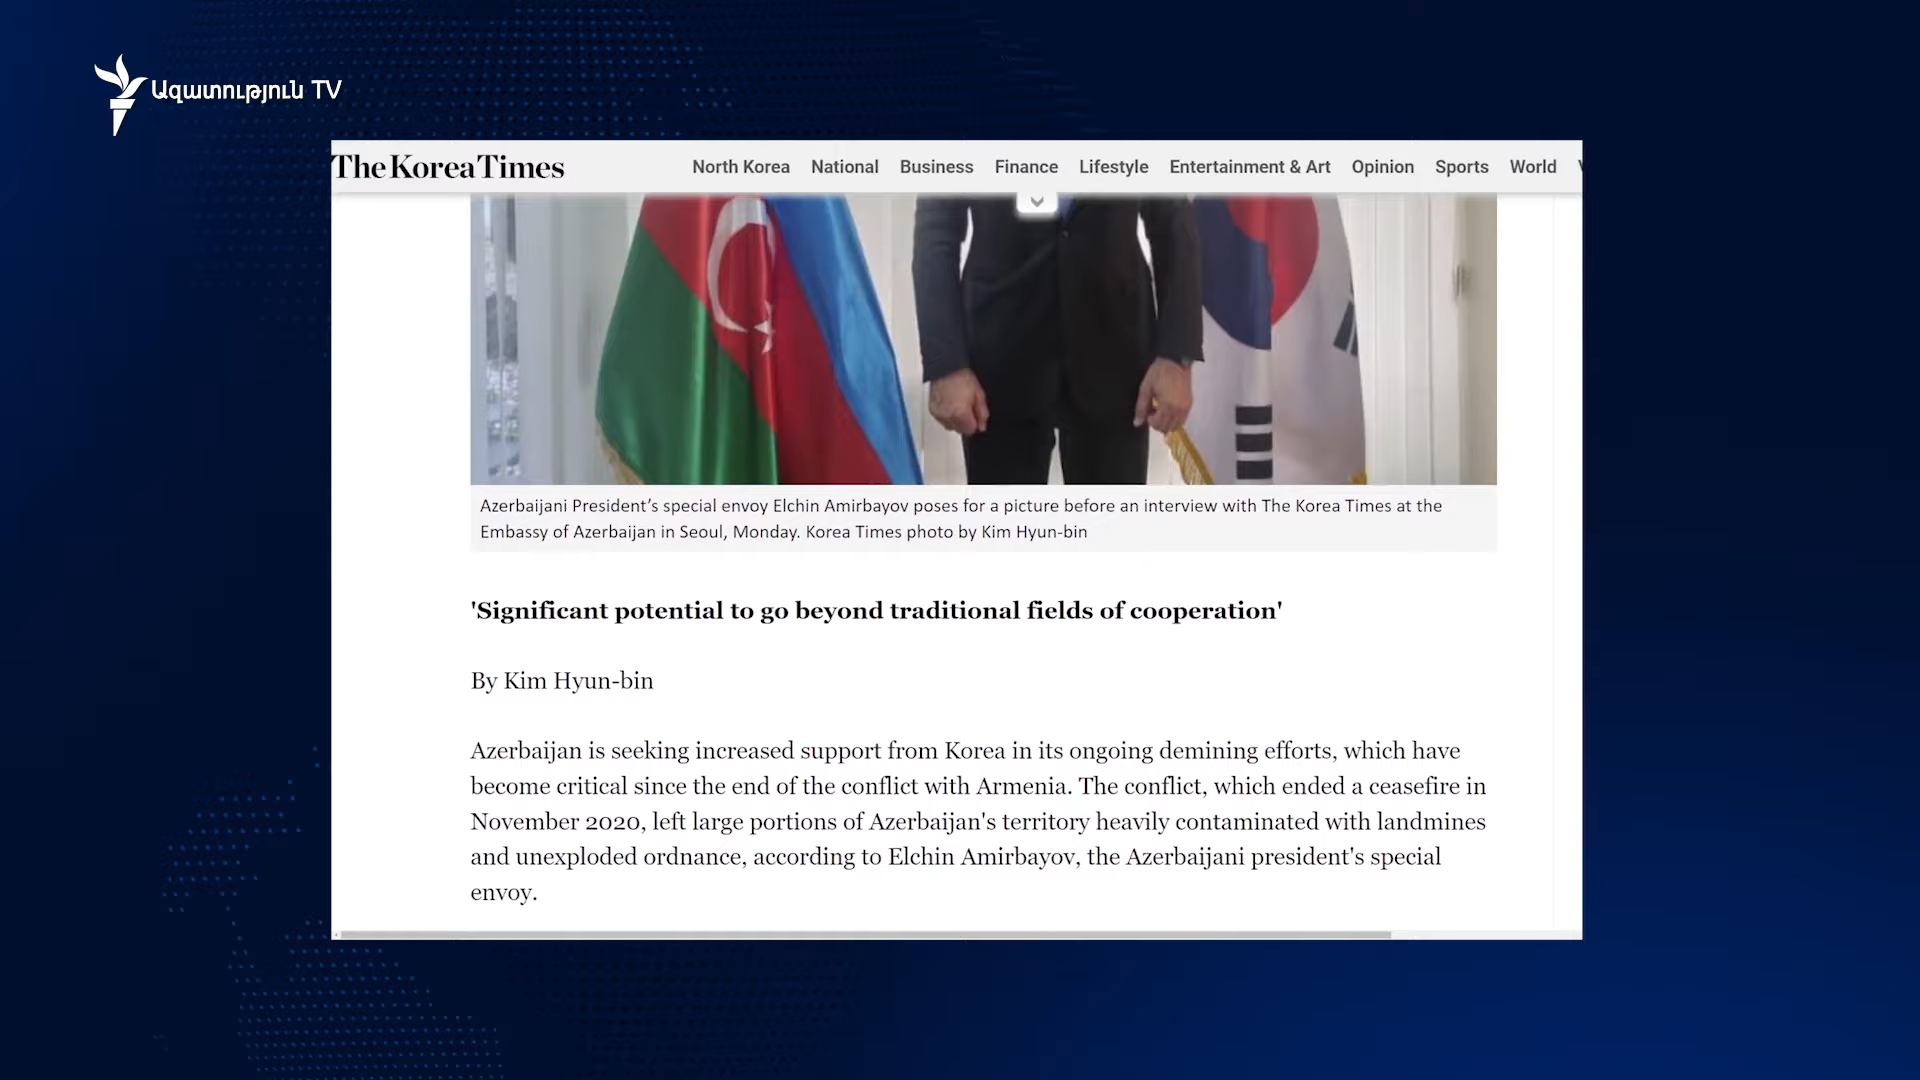 Ազատություն TV
The Korea Times
North Korea National Business Finance Lifestyle Entertainment & Art Opinion Sports World
Azerbaijani President’s special envoy Elchin Amirbayov poses for a picture before an interview with The Korea Times at the
Embassy of Azerbaijan in Seoul, Monday. Korea Times photo by Kim Hyun-bin
'Significant potential to go beyond traditional fields of cooperation'
By Kim Hyun-bin
Azerbaijan is seeking increased support from Korea in its ongoing demining efforts, which have
become critical since the end of the conflict with Armenia. The conflict, which ended a ceasefire in
November 2020, left large portions of Azerbaijan's territory heavily contaminated with landmines
and unexploded ordnance, according to Elchin Amirbayov, the Azerbaijani president's special
envoy.